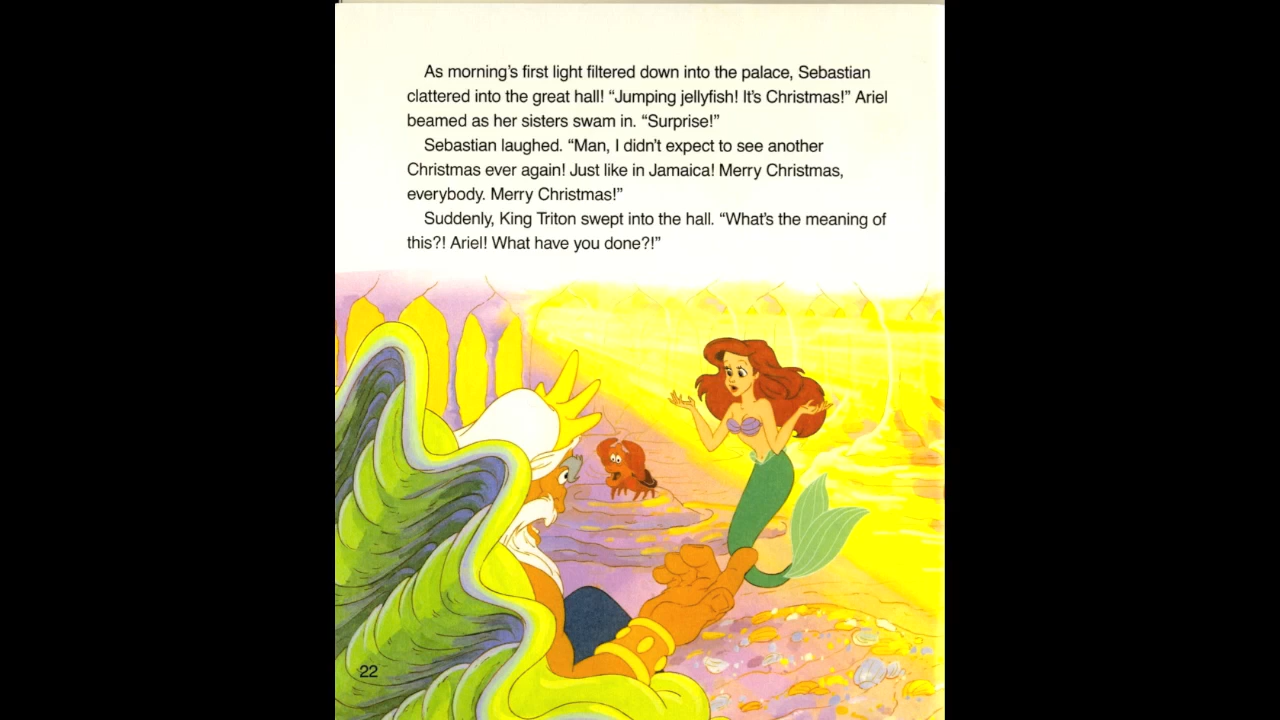 As morning's first light filtered down into the palace, Sebastian
clattered into the great hall! “Jumping jellyfish! It's Christmas!” Ariel
beamed as her sisters swam in. “Surprise!”
Sebastian laughed. “Man, I didn't expect to see another
Christmas ever again! Just like in Jamaica! Merry Christmas,
everybody. Merry Christmas!”
Suddenly, King Triton swept into the hall. “What's the meaning of
this?! Ariel! What have you done?!”
22